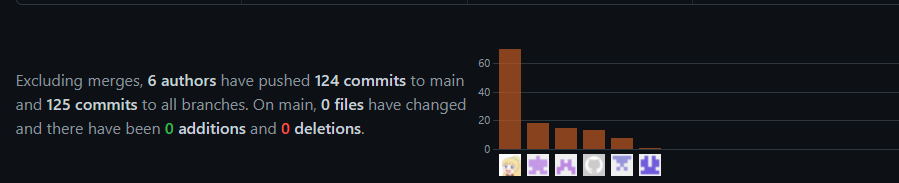 Excluding merges, 6 authors have pushed 124 commits to main
and 125 commits to all branches. On main, 0 files have changed
and there have been 0 additions and 0 deletions.
60
40
20
0